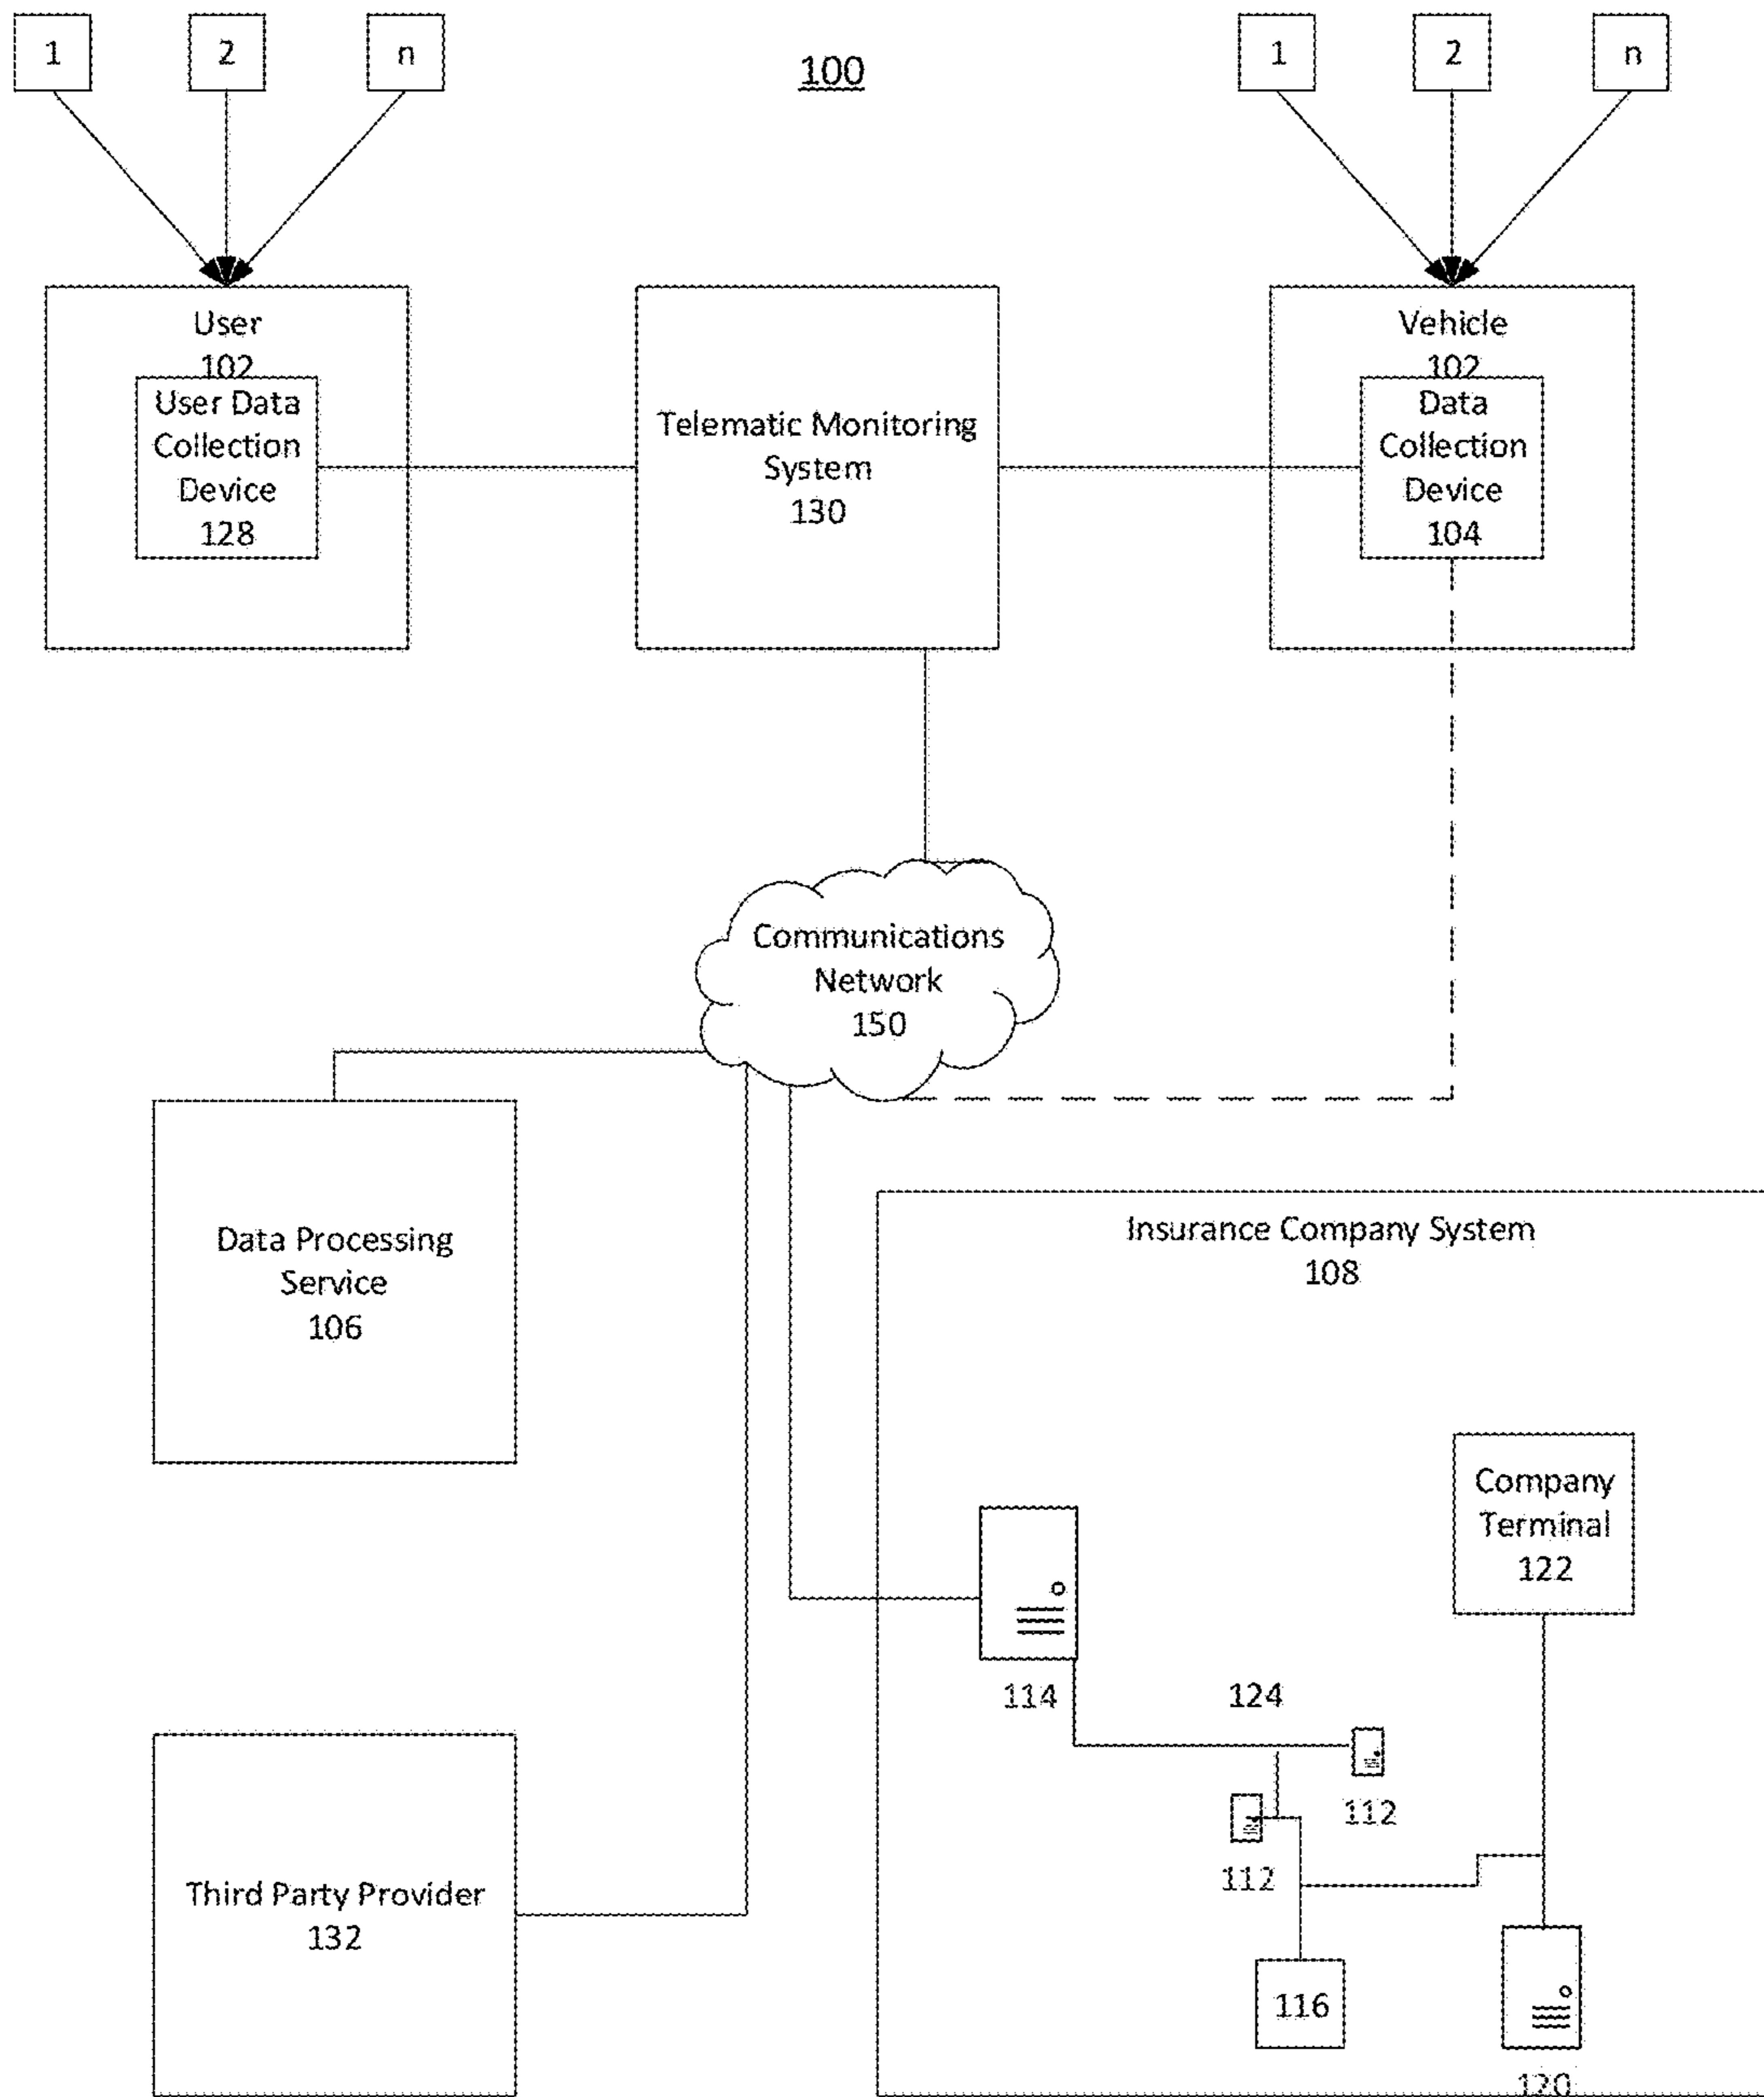 1
2
n
100
1
2
n
User
102
User Data
Collection
Device
128
Telematic Monitoring
System
130
Vehicle
102
Data
Collection
Device
104
Communications
Network
150
Data Processing
Service
106
Insurance Company System
108
Company
Terminal
122
114
124
112
112
Third Party Provider
132
116
120